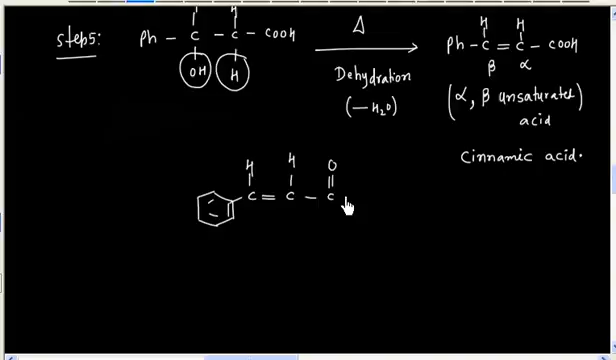 H H
step5: Ph - C - C - COOH Δ Ph - C = C - COOH
OH H Dehydration β α
(-H₂O) (α, β unsaturated
acid)
Cinnamic acid.
H H O
C = C - C